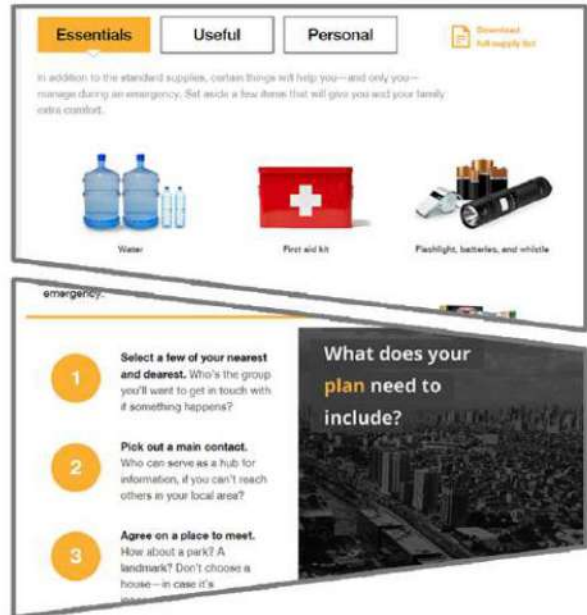 Essentials
Useful
Personal
Download
full supply list
In addition to the standard supplies, certain things will help you—and only you—
manage during an emergency. Set aside a few items that will give you and your family
extra comfort.
Water
First aid kit
Flashlight, batteries, and whistle
emergency.
1
Select a few of your nearest
and dearest. Who's the group
you'll want to get in touch with
if something happens?
2
Pick out a main contact.
Who can serve as a hub for
information, if you can't reach
others in your local area?
3
Agree on a place to meet.
How about a park? A
landmark? Don't choose a
house—in case it's
What does your
plan need to
include?